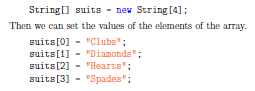 String[] suits = new String[4];
Then we can set the values of the elements of the array.
suits[0] = "Clubs";
suits[1] = "Diamonds";
suits[2] = "Hearts";
suits[3] = "Spades";